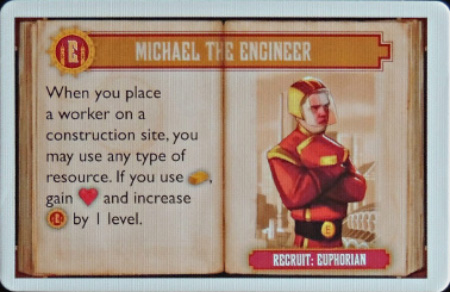 E
MICHAEL THE ENGINEER
When you place
a worker on a
construction site, you
may use any type of
resource. If you use ,
gain and increase
E by 1 level.
E
RECRUIT: EUPHORIAN